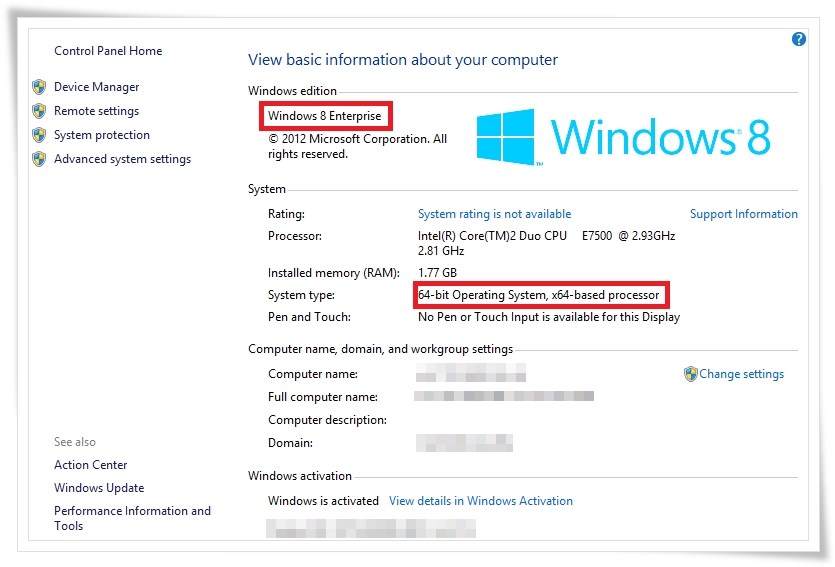 Control Panel Home
Device Manager
Remote settings
System protection
Advanced system settings
See also
Action Center
Windows Update
Performance Information and
Tools
?
View basic information about your computer
Windows edition
Windows 8 Enterprise
© 2012 Microsoft Corporation. All
rights reserved.
™
Windows® 8
System
Rating: System rating is not available Support Information
Processor: Intel(R) Core(TM)2 Duo CPU E7500 @ 2.93GHz
2.81 GHz
Installed memory (RAM): 1.77 GB
System type: 64-bit Operating System, x64-based processor
Pen and Touch: No Pen or Touch Input is available for this Display
Computer name, domain, and workgroup settings
Computer name: Change settings
Full computer name:
Computer description:
Domain:
Windows activation
Windows is activated View details in Windows Activation